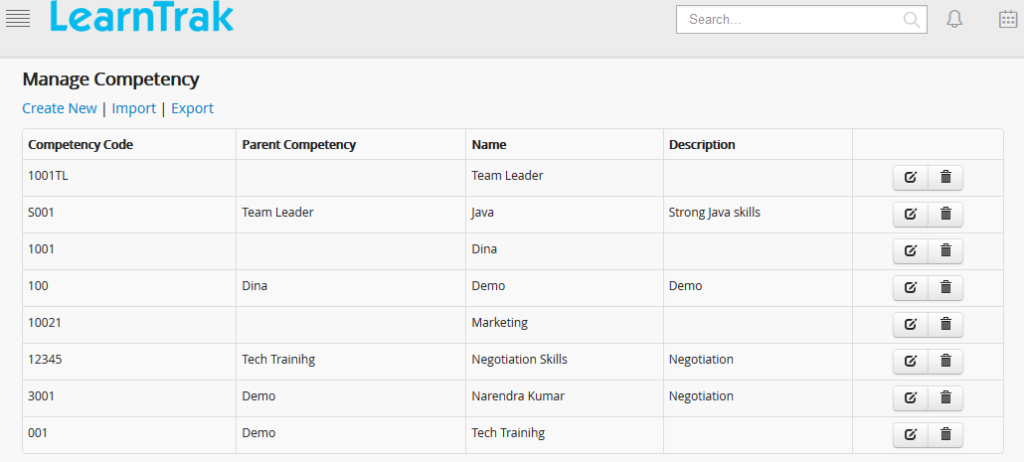 LearnTrak
Search...
Manage Competency
Create New | Import | Export
Competency Code Parent Competency Name Description
1001TL Team Leader
S001 Team Leader Java Strong Java skills
1001 Dina
100 Dina Demo Demo
10021 Marketing
12345 Tech Trainihg Negotiation Skills Negotiation
3001 Demo Narendra Kumar Negotiation
001 Demo Tech Trainihg